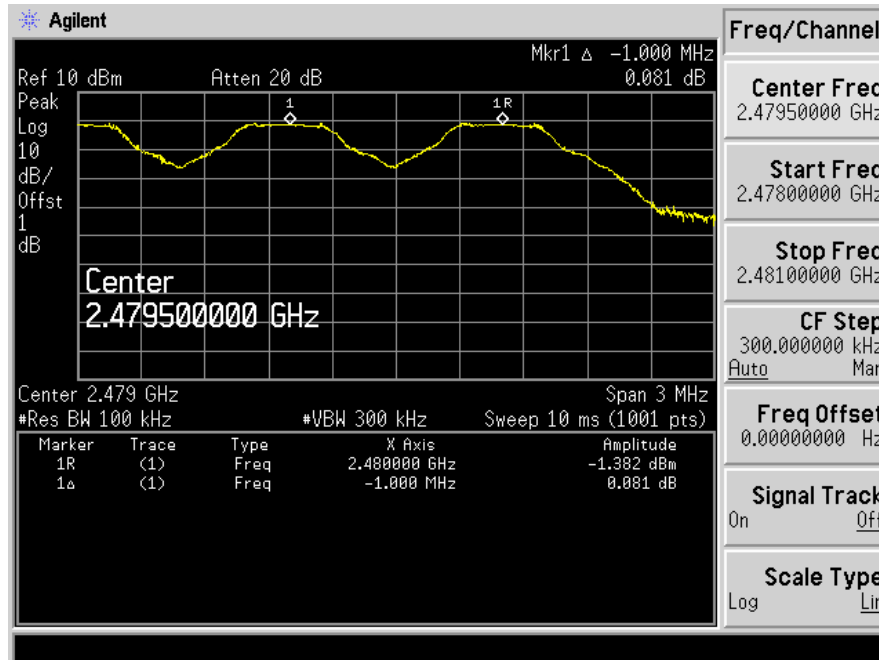 Agilent
Mkr1 Δ -1.000 MHz
Ref 10 dBm Atten 20 dB 0.081 dB
Peak
Log
10
dB/
Offst
1
dB
1
1R
Center
2.479500000 GHz
Center 2.479 GHz Span 3 MHz
#Res BW 100 kHz #VBW 300 kHz Sweep 10 ms (1001 pts)
Marker Trace Type X Axis Amplitude
1R (1) Freq 2.480000 GHz -1.382 dBm
1Δ (1) Freq -1.000 MHz 0.081 dB
Freq/Channel
Center Freq
2.47950000 GHz
Start Freq
2.47800000 GHz
Stop Freq
2.48100000 GHz
CF Step
300.000000 kHz
Auto Man
Freq Offset
0.00000000 Hz
Signal Track
On Off
Scale Type
Log Lin